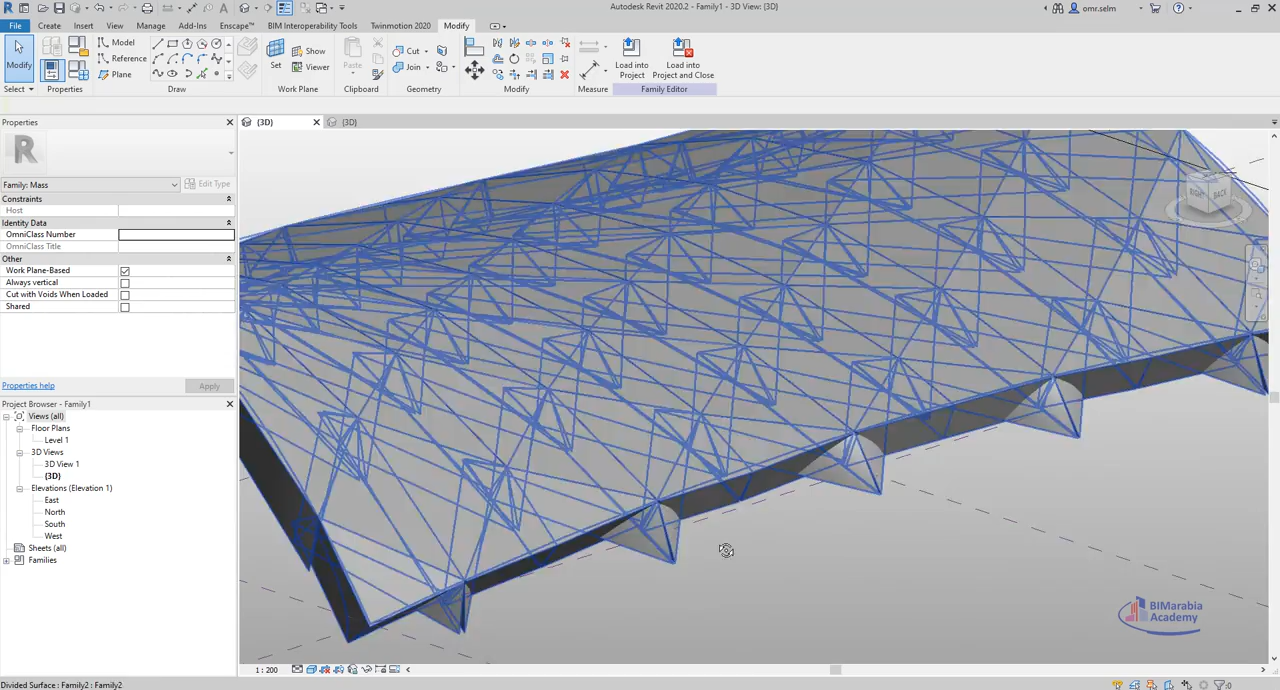 Autodesk Revit 2020.2 - Family1 - 3D View: {3D}
omr.selm
File Create Insert View Manage Add-Ins Enscape™ BIM Interoperability Tools Twinmotion 2020 Modify
Modify
Select
Properties
Model
Reference
Plane
Draw
Set
Show
Viewer
Work Plane
Paste
Clipboard
Cut
Join
Geometry
Modify
Measure
Load into
Project
Load into
Project and Close
Family Editor
Properties
{3D}
{3D}
R
Family: Mass
Edit Type
Constraints
Host
Identity Data
OmniClass Number
OmniClass Title
Other
Work Plane-Based
Always vertical
Cut with Voids When Loaded
Shared
Properties help
Apply
Project Browser - Family1
Views (all)
Floor Plans
Level 1
3D Views
3D View 1
{3D}
Elevations (Elevation 1)
East
North
South
West
Sheets (all)
Families
RIGHT
BACK
BIMarabia
Academy
1 : 200
Divided Surface : Family2 : Family2
:0